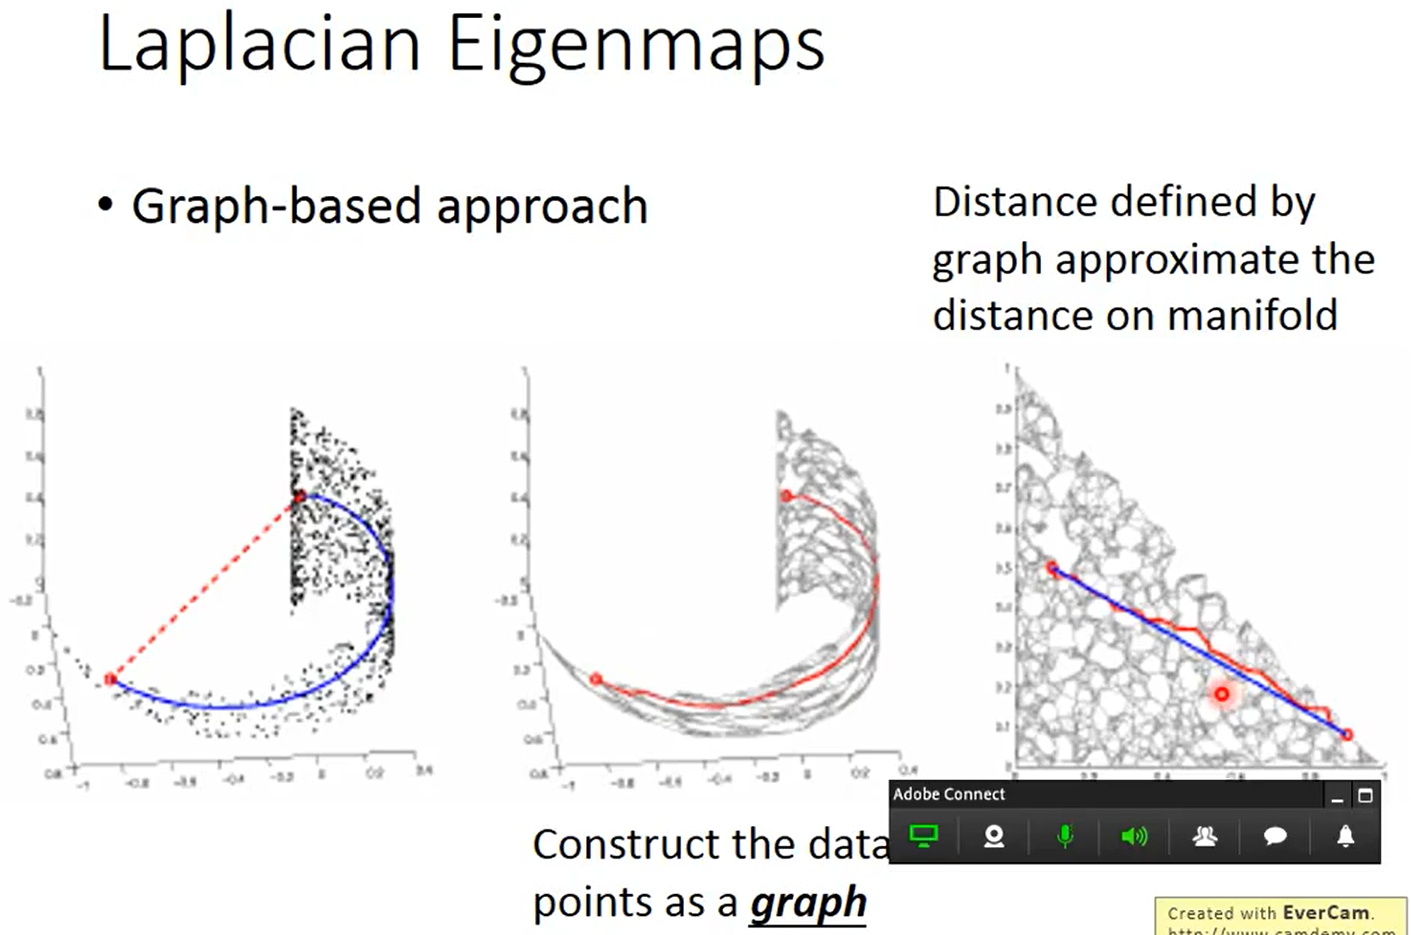 Laplacian Eigenmaps
• Graph-based approach
Distance defined by
graph approximate the
distance on manifold
Construct the data
points as a graph
Adobe Connect
Created with EverCam.
http://www.camdemy.com